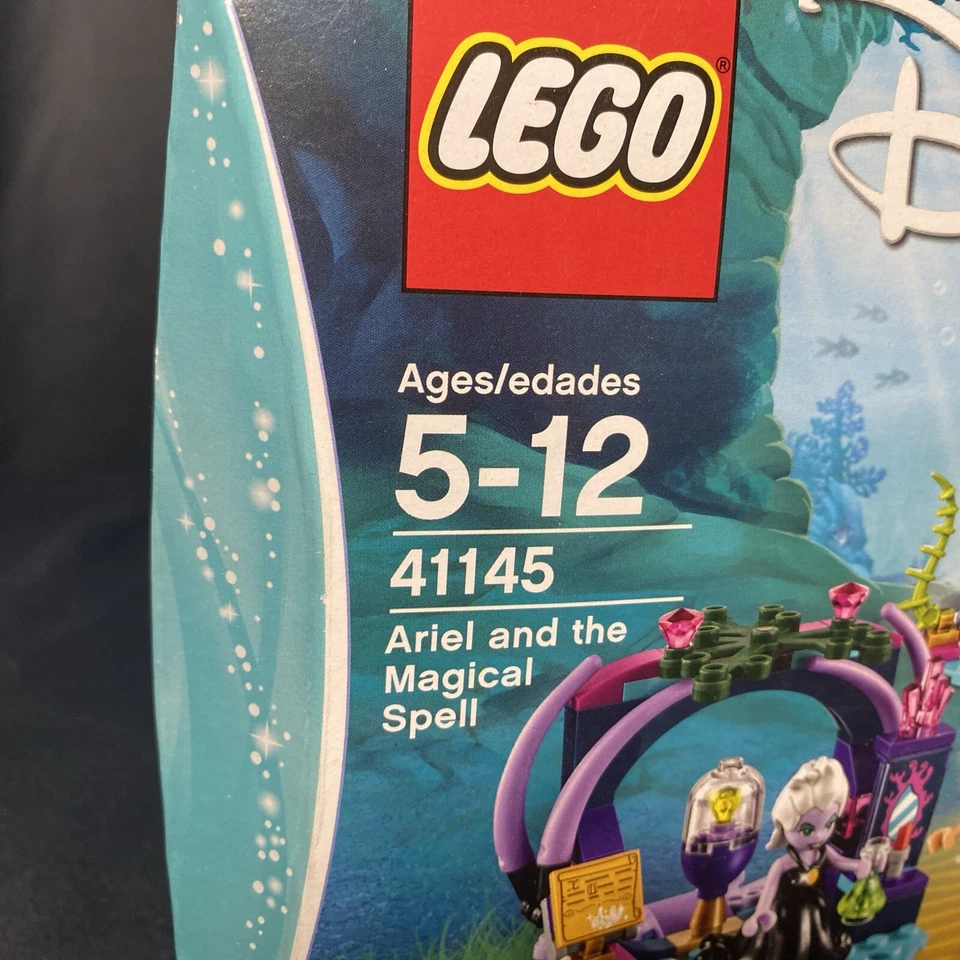 LEGO®
D
Ages/edades
5-12
41145
Ariel and the
Magical
Spell